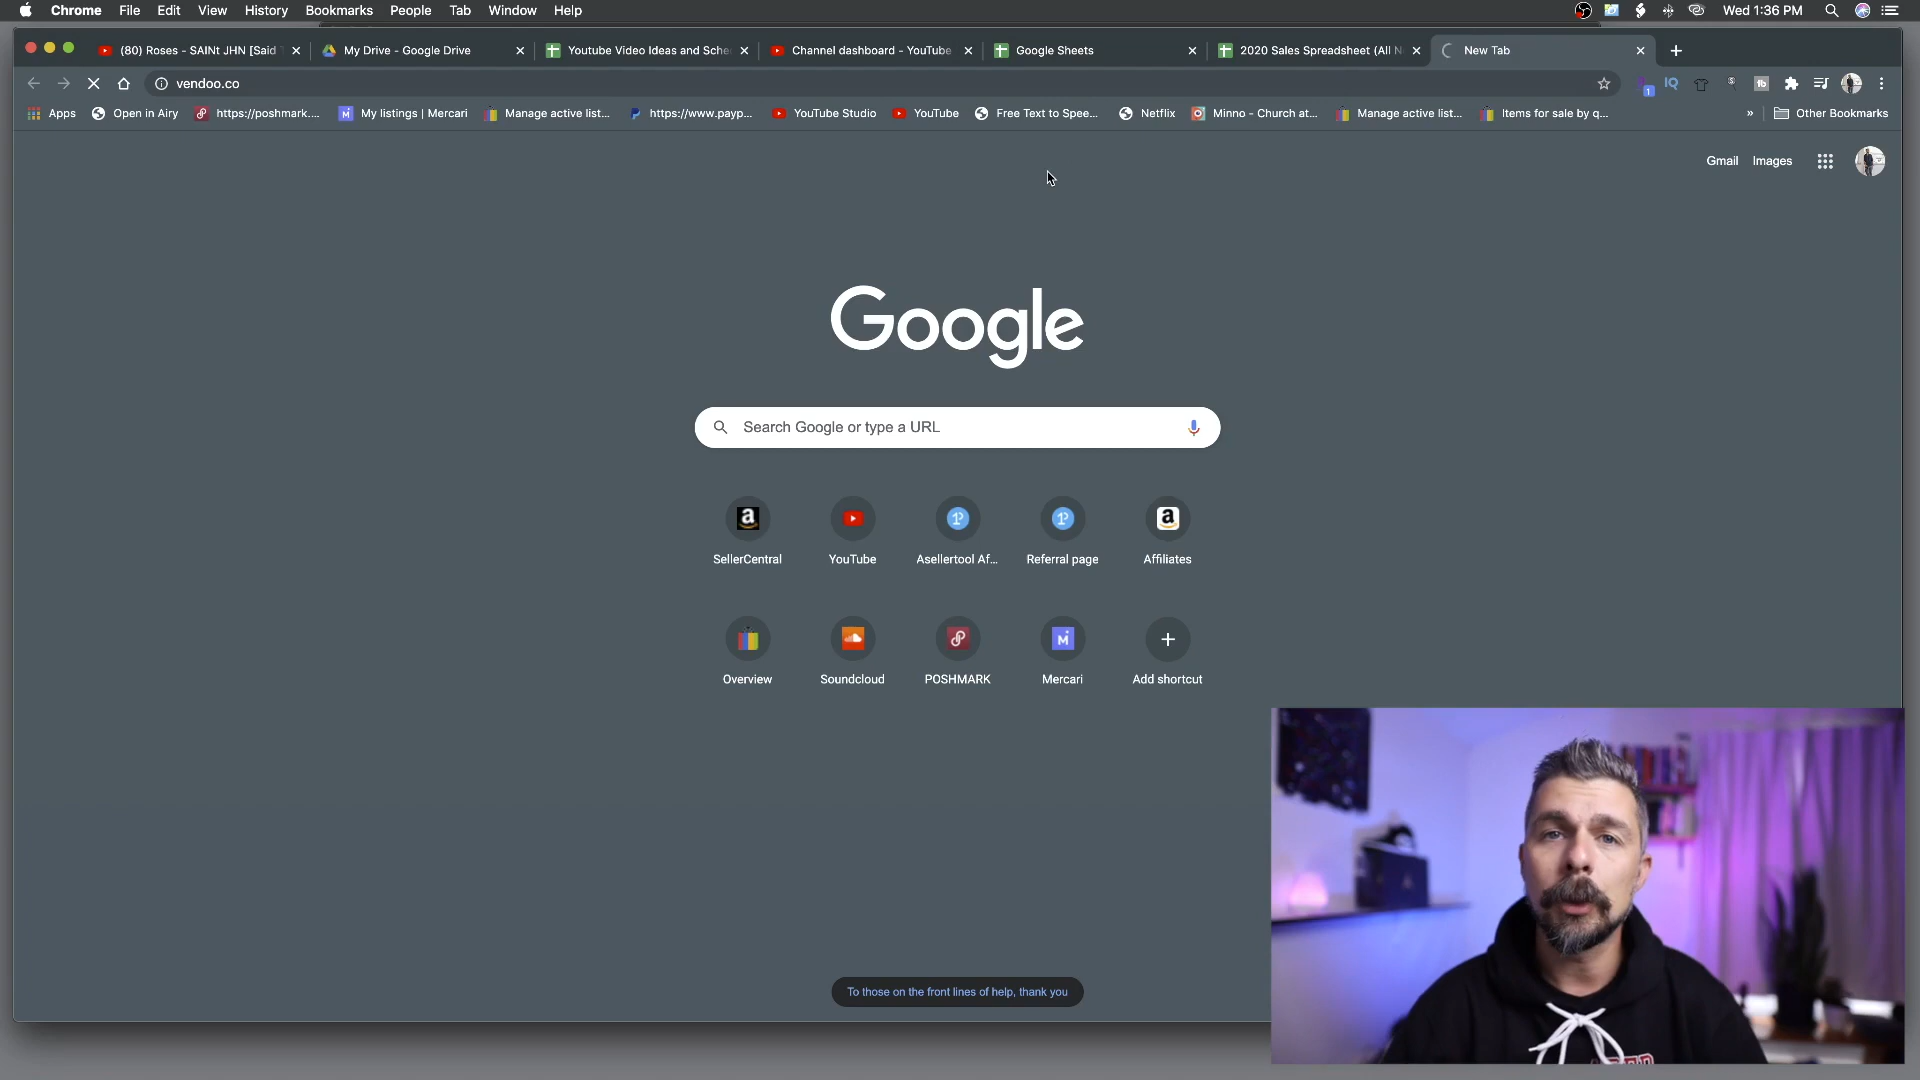 Chrome File Edit View History Bookmarks People Tab Window Help Wed 1:36 PM
(80) Roses - SAINt JHN [Said My Drive - Google Drive Youtube Video Ideas and Sche Channel dashboard - YouTube Google Sheets 2020 Sales Spreadsheet (All N New Tab
vendoo.co IQ tb 1
Apps Open in Airy https://poshmark.... My listings | Mercari Manage active list... https://www.payp... YouTube Studio YouTube Free Text to Spee... Netflix Minno - Church at... Manage active list... Items for sale by q... » Other Bookmarks
Gmail Images
Google
Search Google or type a URL
SellerCentral YouTube Asellertool Af... Referral page Affiliates
Overview Soundcloud POSHMARK Mercari Add shortcut
To those on the front lines of help, thank you